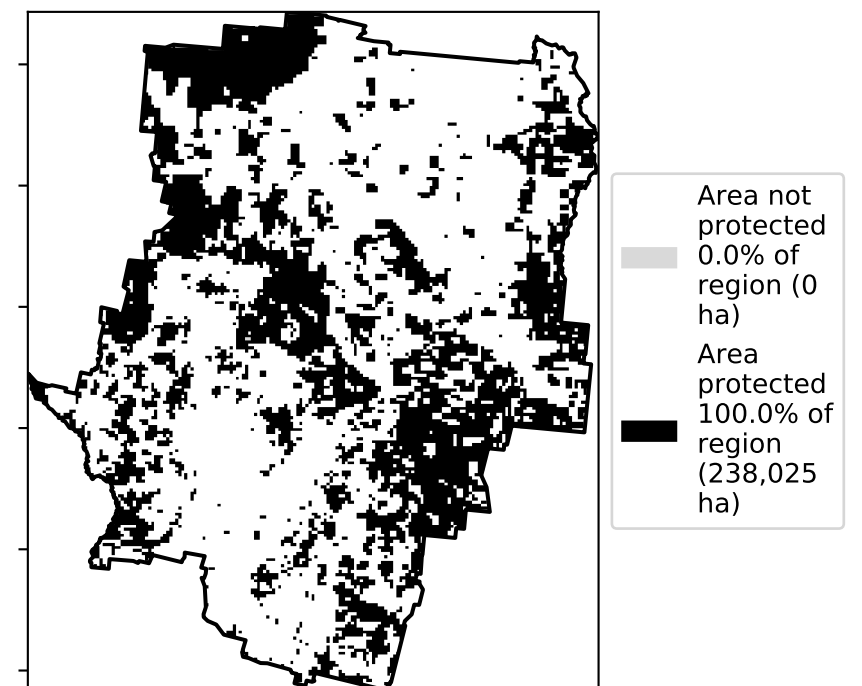 Area not
protected
0.0% of
region (0
ha)
Area
protected
100.0% of
region
(238,025
ha)